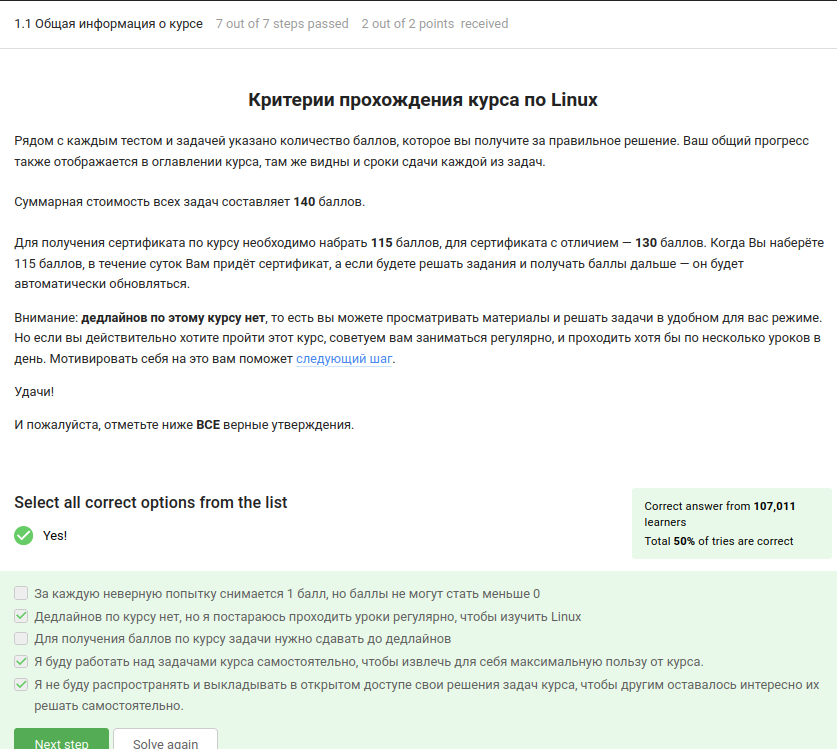 1.1 Общая информация о курсе 7 out of 7 steps passed 2 out of 2 points received
Критерии прохождения курса по Linux
Рядом с каждым тестом и задачей указано количество баллов, которое вы получите за правильное решение. Ваш общий прогресс
также отображается в оглавлении курса, там же видны и сроки сдачи каждой из задач.
Суммарная стоимость всех задач составляет 140 баллов.
Для получения сертификата по курсу необходимо набрать 115 баллов, для сертификата с отличием — 130 баллов. Когда Вы наберёте
115 баллов, в течение суток Вам придёт сертификат, а если будете решать задания и получать баллы дальше — он будет
автоматически обновляться.
Внимание: дедлайнов по этому курсу нет, то есть вы можете просматривать материалы и решать задачи в удобном для вас режиме.
Но если вы действительно хотите пройти этот курс, советуем вам заниматься регулярно, и проходить хотя бы по несколько уроков в
день. Мотивировать себя на это вам поможет следующий шаг.
Удачи!
И пожалуйста, отметьте ниже ВСЕ верные утверждения.
Select all correct options from the list
Yes!
Correct answer from 107,011
learners
Total 50% of tries are correct
За каждую неверную попытку снимается 1 балл, но баллы не могут стать меньше 0
Дедлайнов по курсу нет, но я постараюсь проходить уроки регулярно, чтобы изучить Linux
Для получения баллов по курсу задачи нужно сдавать до дедлайнов
Я буду работать над задачами курса самостоятельно, чтобы извлечь для себя максимальную пользу от курса.
Я не буду распространять и выкладывать в открытом доступе свои решения задач курса, чтобы другим оставалось интересно их
решать самостоятельно.
Next step Solve again